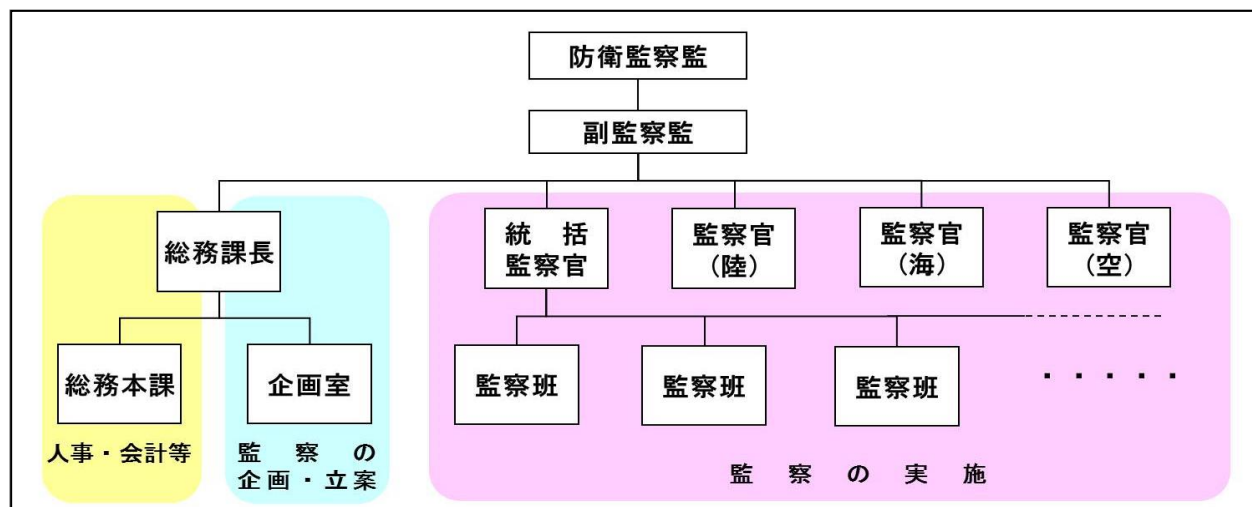 防衛監察監
副監察監
総務課長
統括
監察官
監察官
（陸）
監察官
（海）
監察官
（空）
総務本課
企画室
監察班
監察班
監察班
・・・・・
人事・会計等
監察の
企画・立案
監察の実施